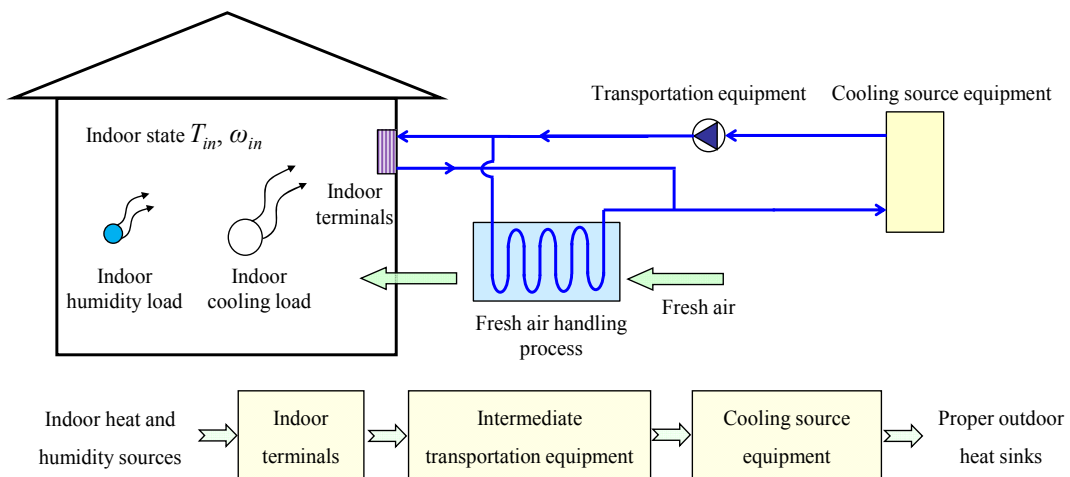 Transportation equipment
Cooling source equipment
Indoor state T_in, ω_in
Indoor
terminals
Indoor
humidity load
Indoor
cooling load
Fresh air handling
process
Fresh air
Indoor heat and
humidity sources
Indoor
terminals
Intermediate
transportation equipment
Cooling source
equipment
Proper outdoor
heat sinks